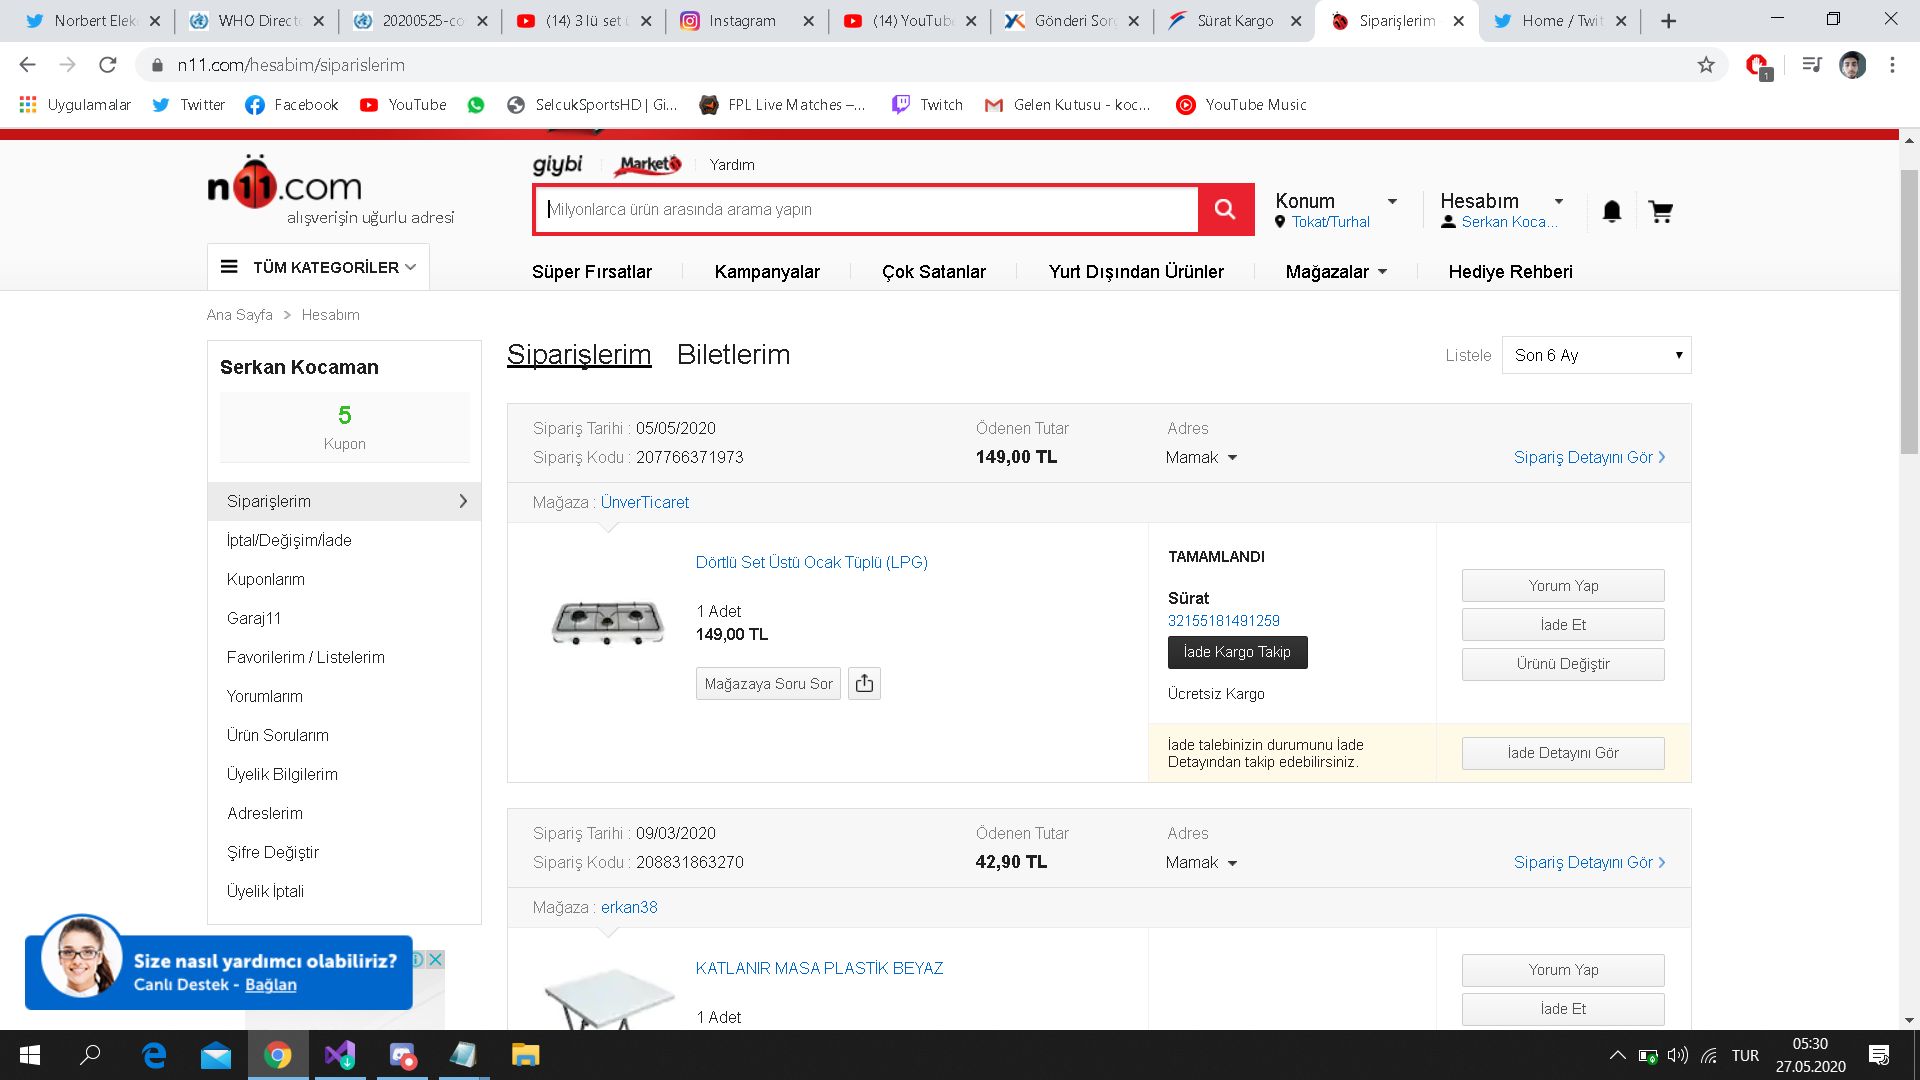 Norbert Elek
WHO Direct
20200525-co
(14) 3 lü set
Instagram
(14) YouTube
Gönderi Sor
Sürat Kargo
Siparişlerim
Home / Twit
n11.com/hesabim/siparislerim
1
Uygulamalar
Twitter
Facebook
YouTube
SelcukSportsHD | Gi...
FPL Live Matches –...
Twitch
Gelen Kutusu - koc...
YouTube Music
giybi
Market
Yardım
n11.com
alışverişin uğurlu adresi
Milyonlarca ürün arasında arama yapın
Konum
Tokat/Turhal
Hesabım
Serkan Koca...
TÜM KATEGORİLER
Süper Fırsatlar
Kampanyalar
Çok Satanlar
Yurt Dışından Ürünler
Mağazalar
Hediye Rehberi
Ana Sayfa > Hesabım
Serkan Kocaman
5
Kupon
Siparişlerim
İptal/Değişim/İade
Kuponlarım
Garaj11
Favorilerim / Listelerim
Yorumlarım
Ürün Sorularım
Üyelik Bilgilerim
Adreslerim
Şifre Değiştir
Üyelik İptali
Size nasıl yardımcı olabiliriz?
Canlı Destek - Bağlan
Siparişlerim
Biletlerim
Listele
Son 6 Ay
Sipariş Tarihi : 05/05/2020
Sipariş Kodu : 207766371973
Ödenen Tutar
149,00 TL
Adres
Mamak
Sipariş Detayını Gör
Mağaza : ÜnverTicaret
Dörtlü Set Üstü Ocak Tüplü (LPG)
1 Adet
149,00 TL
Mağazaya Soru Sor
TAMAMLANDI
Sürat
32155181491259
İade Kargo Takip
Ücretsiz Kargo
Yorum Yap
İade Et
Ürünü Değiştir
İade talebinizin durumunu İade
Detayından takip edebilirsiniz.
İade Detayını Gör
Sipariş Tarihi : 09/03/2020
Sipariş Kodu : 208831863270
Ödenen Tutar
42,90 TL
Adres
Mamak
Sipariş Detayını Gör
Mağaza : erkan38
KATLANIR MASA PLASTİK BEYAZ
1 Adet
Yorum Yap
İade Et
TUR
05:30
27.05.2020